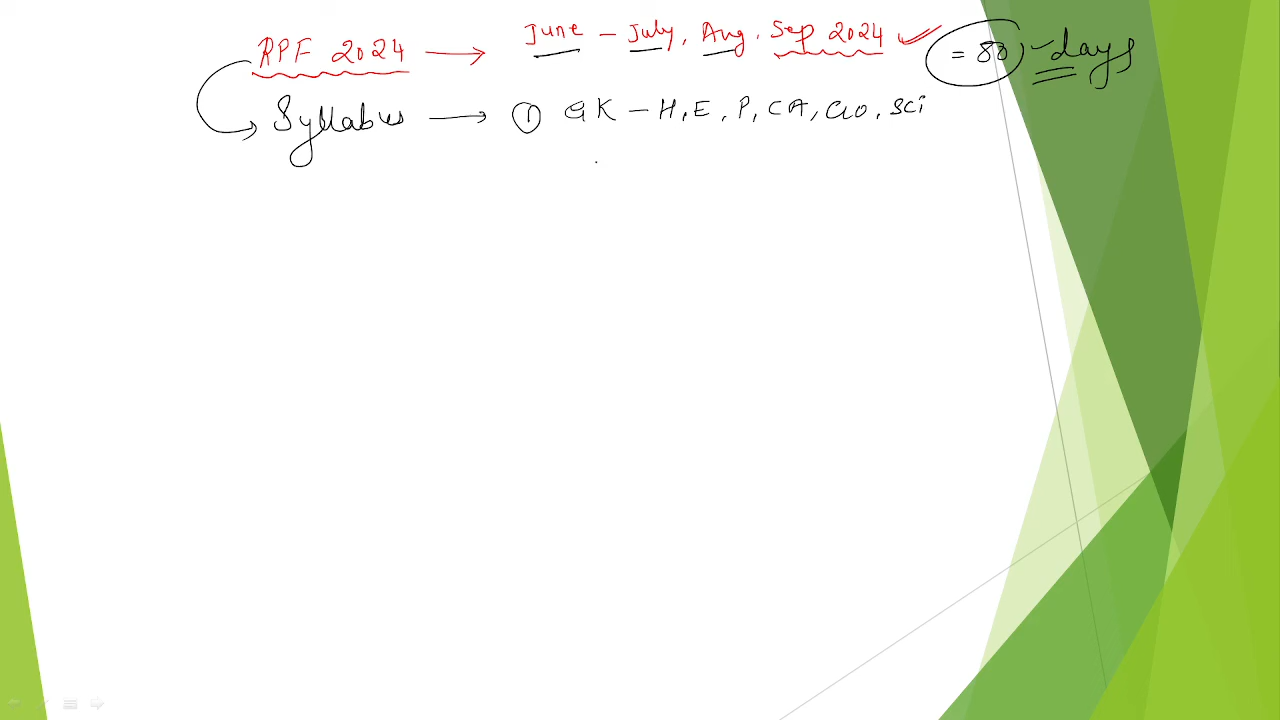 RPF 2024 → June - July, Aug, Sep 2024 ✓ = 80 - days
Syllabus → ① GK - H, E, P, CA, Geo, Sci